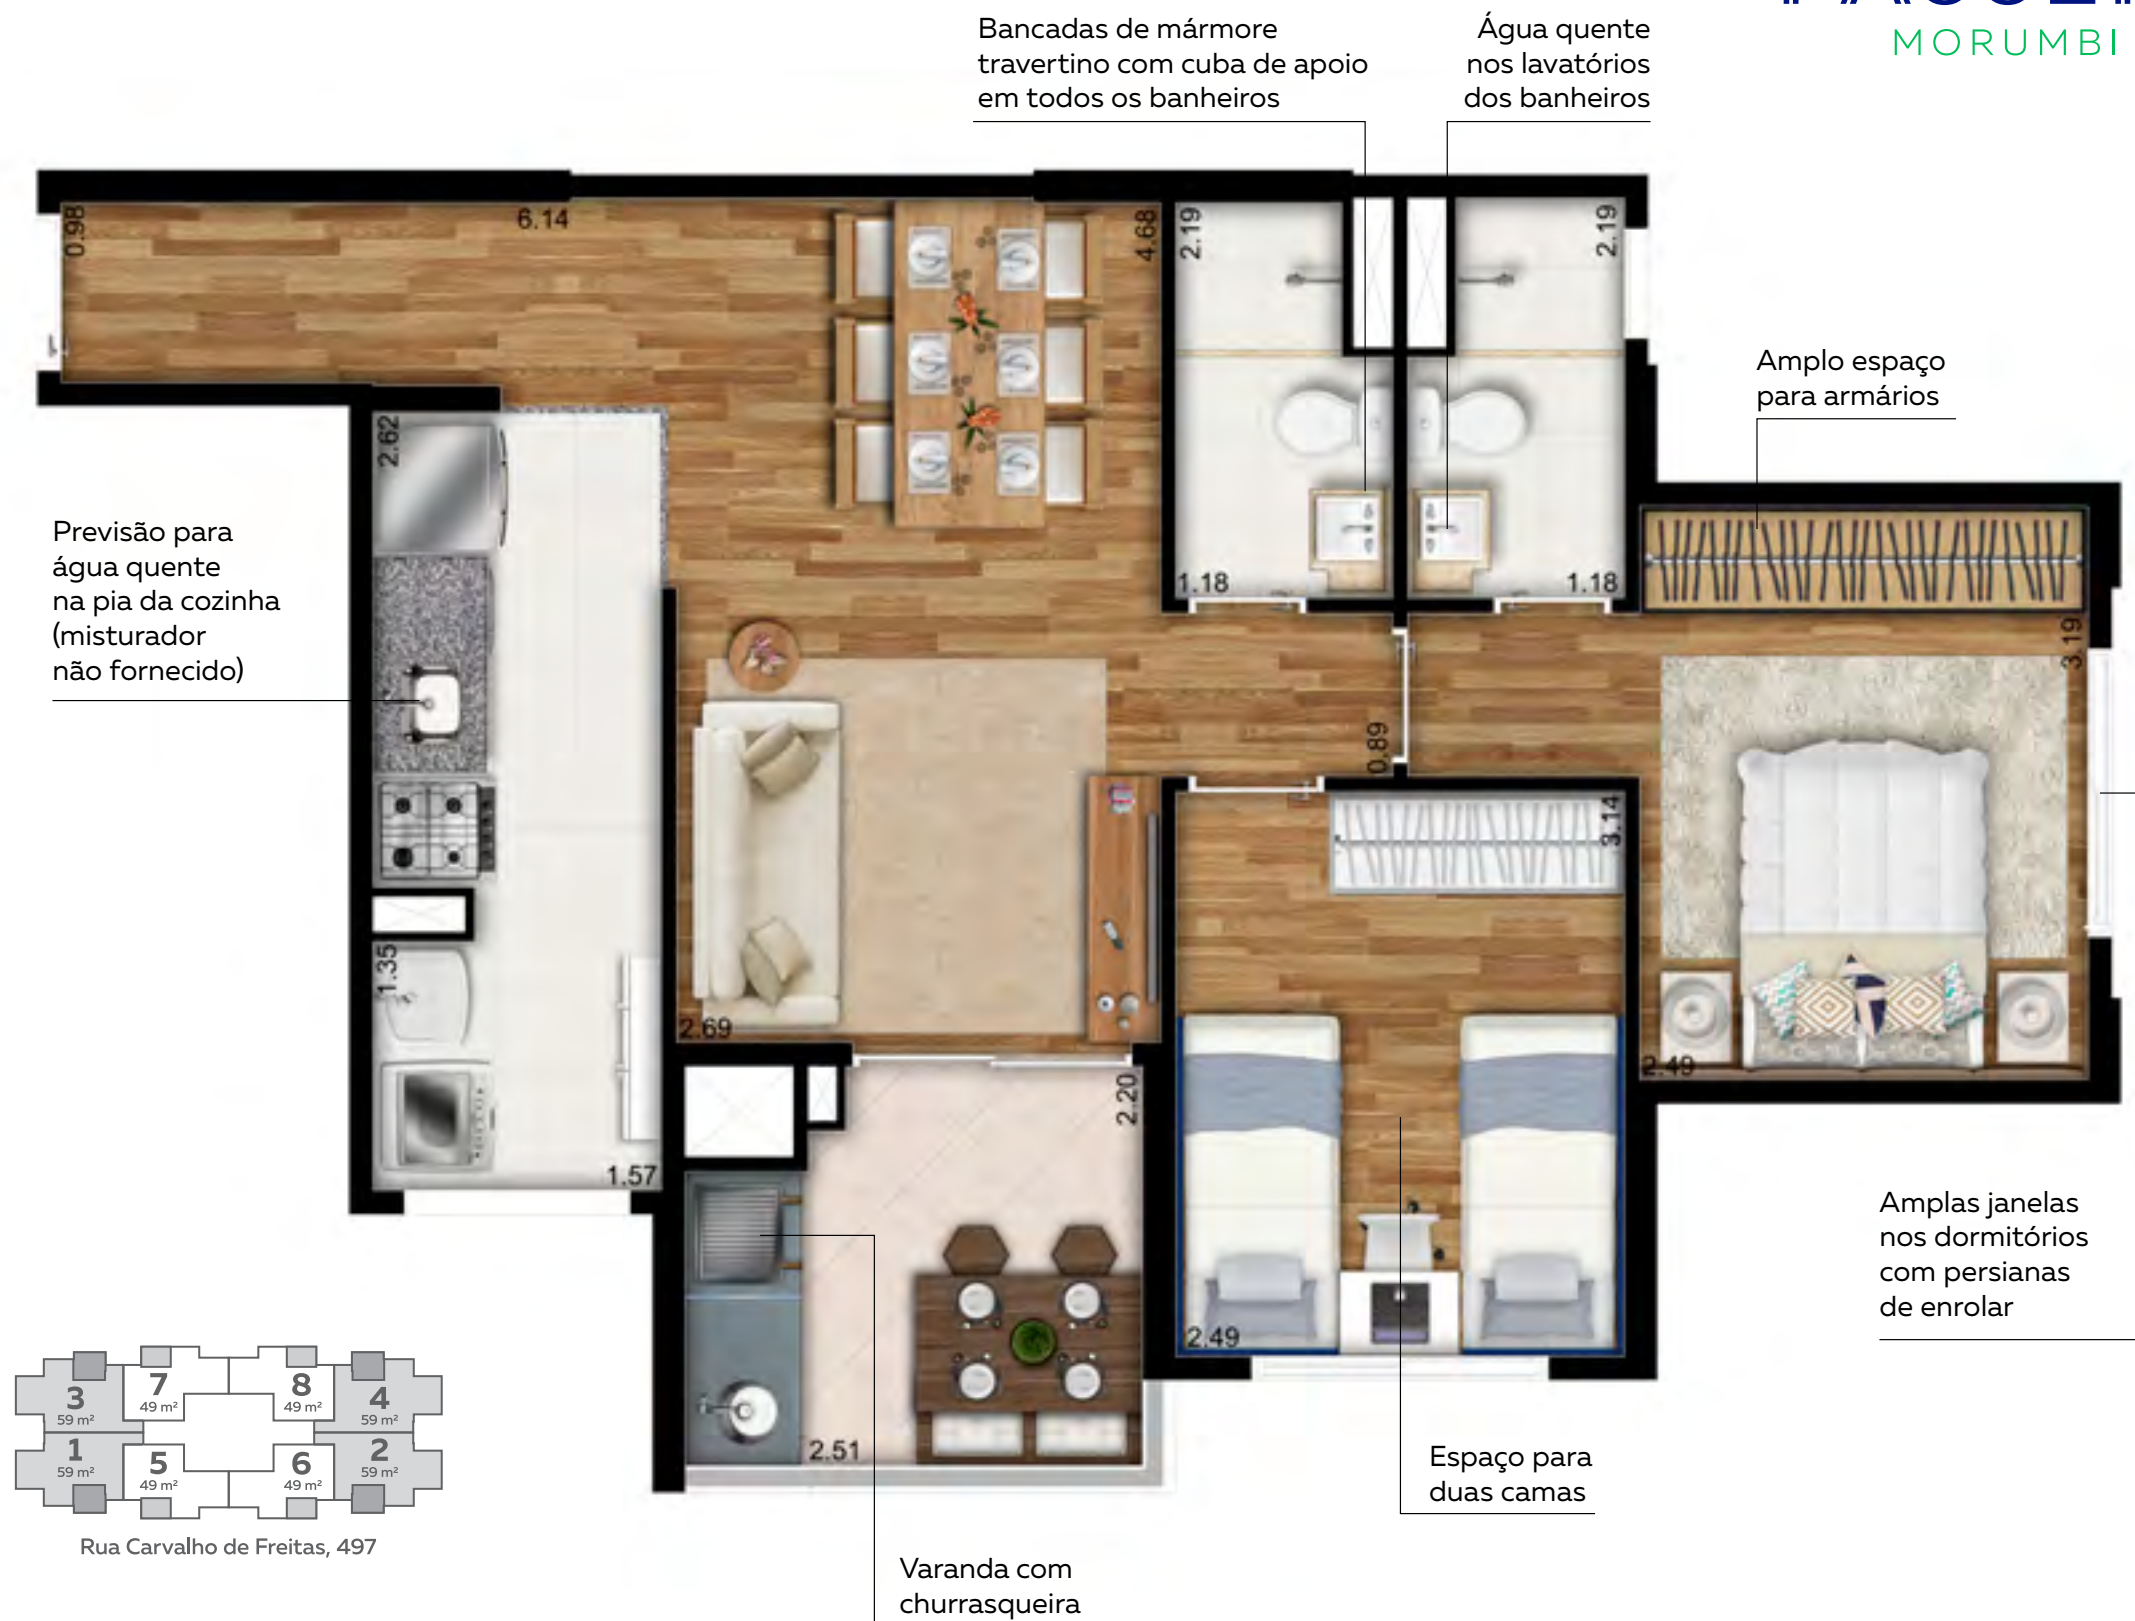 MORUMBI
Bancadas de mármore
travertino com cuba de apoio
em todos os banheiros
Água quente
nos lavatórios
dos banheiros
Amplo espaço
para armários
Previsão para
água quente
na pia da cozinha
(misturador
não fornecido)
0.98
6.14
4.68
2.19
2.19
2.62
1.18
1.18
3.19
0.89
3.14
1.35
2.69
2.49
2.20
1.57
2.49
2.51
Amplas janelas
nos dormitórios
com persianas
de enrolar
Espaço para
duas camas
Varanda com
churrasqueira
3
59 m²
7
49 m²
8
49 m²
4
59 m²
1
59 m²
5
49 m²
6
49 m²
2
59 m²
Rua Carvalho de Freitas, 497